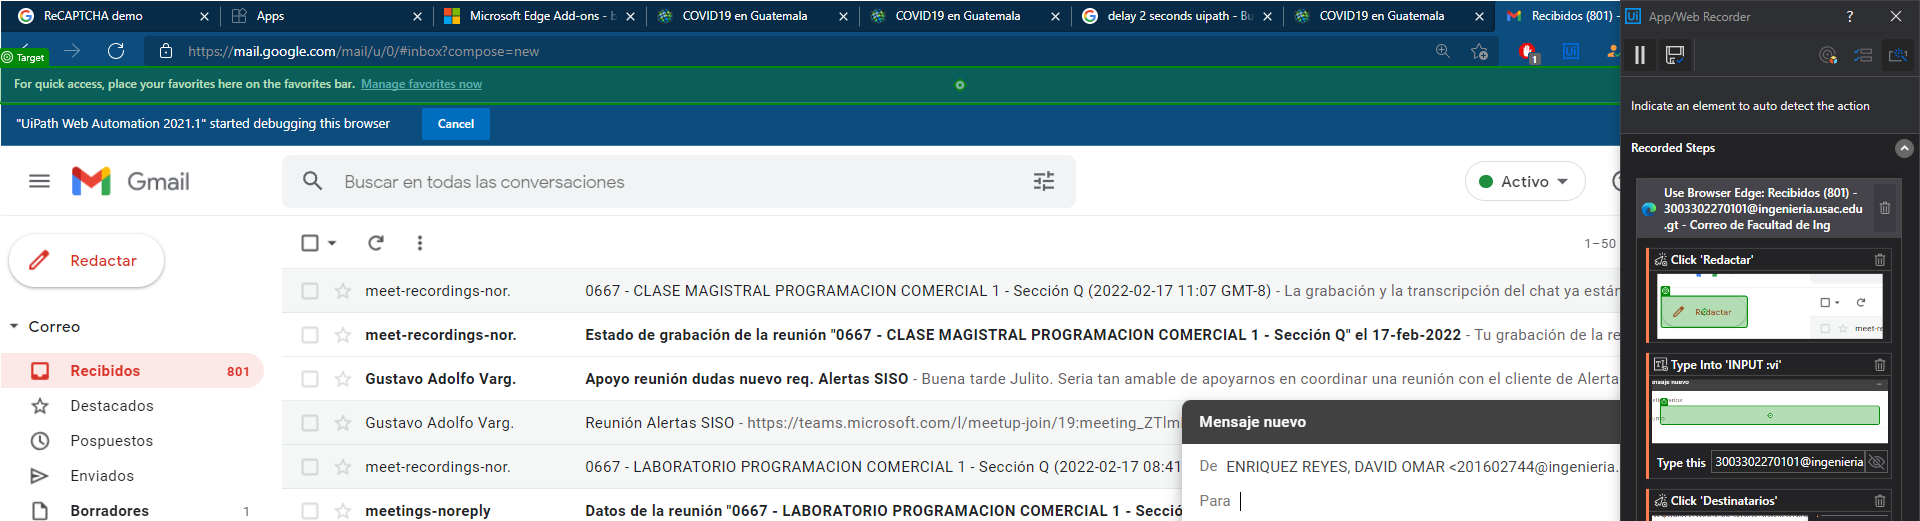 ReCAPTCHA demo
Apps
Microsoft Edge Add-ons - b
COVID19 en Guatemala
COVID19 en Guatemala
delay 2 seconds uipath - Bu
COVID19 en Guatemala
Recibidos (801) -
https://mail.google.com/mail/u/0/#inbox?compose=new
1
Target
For quick access, place your favorites here on the favorites bar. Manage favorites now
"UiPath Web Automation 2021.1" started debugging this browser
Cancel
Gmail
Buscar en todas las conversaciones
Activo
Redactar
1–50
Correo
Recibidos 801
Destacados
Pospuestos
Enviados
Borradores 1
meet-recordings-nor. 0667 - CLASE MAGISTRAL PROGRAMACION COMERCIAL 1 - Sección Q (2022-02-17 11:07 GMT-8) - La grabación y la transcripción del chat ya están
meet-recordings-nor. Estado de grabación de la reunión "0667 - CLASE MAGISTRAL PROGRAMACION COMERCIAL 1 - Sección Q" el 17-feb-2022 - Tu grabación de la re
Gustavo Adolfo Varg. Apoyo reunión dudas nuevo req. Alertas SISO - Buena tarde Julito. Seria tan amable de apoyarnos en coordinar una reunión con el cliente de Alerta
Gustavo Adolfo Varg. Reunión Alertas SISO - https://teams.microsoft.com/l/meetup-join/19:meeting_ZTlm
meet-recordings-nor. 0667 - LABORATORIO PROGRAMACION COMERCIAL 1 - Sección Q (2022-02-17 08:41
meetings-noreply Datos de la reunión "0667 - LABORATORIO PROGRAMACION COMERCIAL 1 - Secció
Mensaje nuevo
De ENRIQUEZ REYES, DAVID OMAR <201602744@ingenieria.
Para
Ui App/Web Recorder
?
Indicate an element to auto detect the action
Recorded Steps
Use Browser Edge: Recibidos (801) -
3003302270101@ingenieria.usac.edu
.gt - Correo de Facultad de Ing
Click 'Redactar'
Redactar
Type Into 'INPUT :vi'
Type this 3003302270101@ingenieria
Click 'Destinatarios'